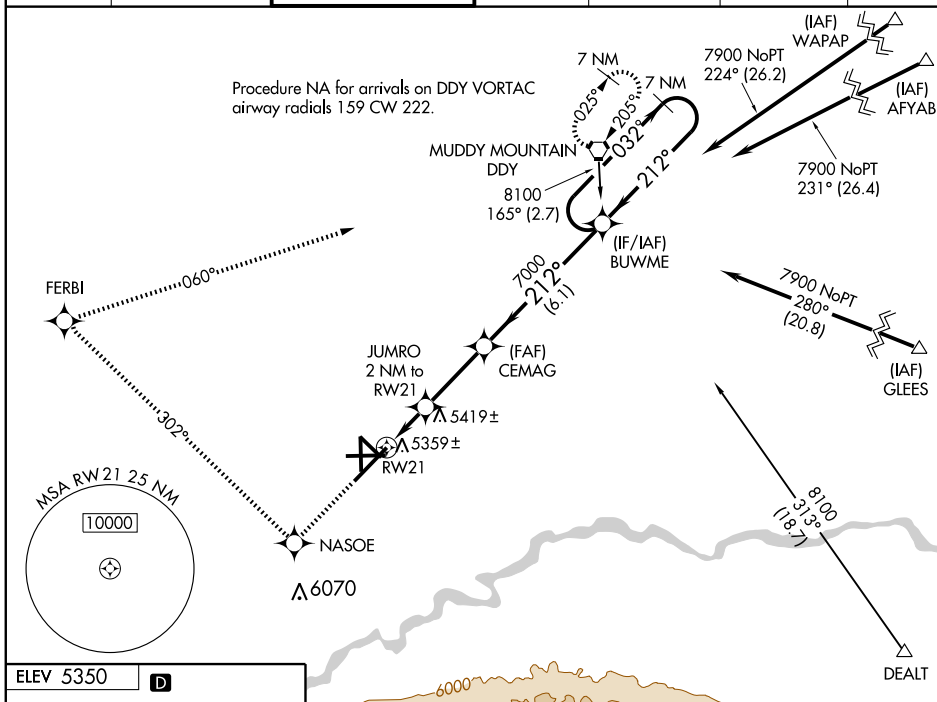 (IAF)
WAPAP
7900 NoPT
224° (26.2)
(IAF)
AFYAB
7900 NoPT
231° (26.4)
Procedure NA for arrivals on DDY VORTAC
airway radials 159 CW 222.
7 NM
7 NM
025°
205°
032°
212°
MUDDY MOUNTAIN
DDY
8100
165° (2.7)
(IF/IAF)
BUWME
7000
212°
(6.1)
7900 NoPT
280°
(20.8)
(IAF)
GLEES
060°
FERBI
(FAF)
CEMAG
JUMRO
2 NM to
RW21
5419±
5359±
RW21
302°
8100
313°
(18.7)
MSA RW21 25 NM
10000
NASOE
6070
DEALT
ELEV 5350
D
6000